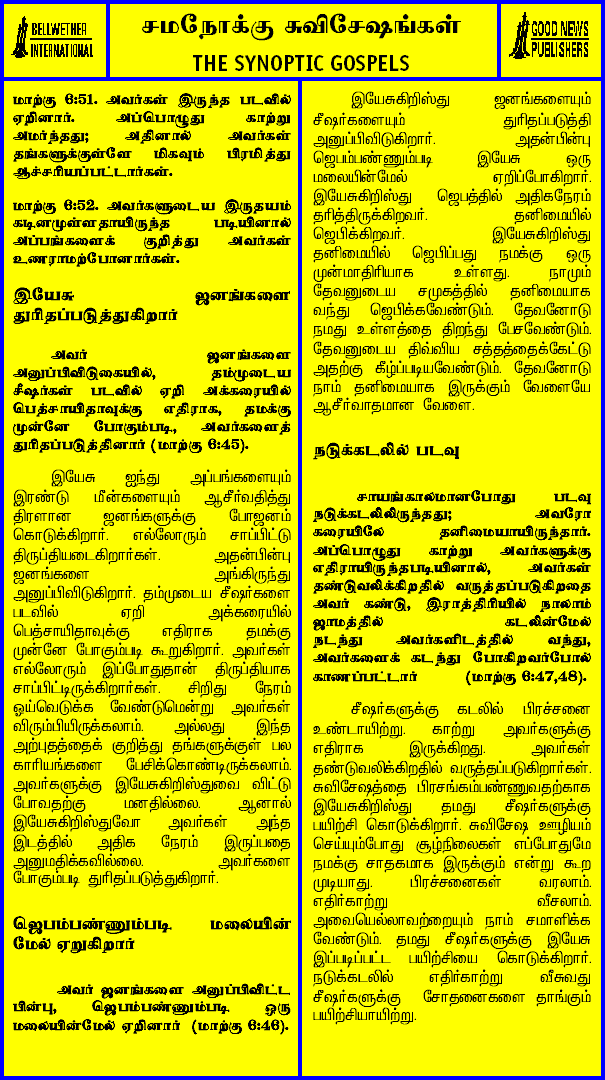 BELLWETHER
INTERNATIONAL
சமநோக்கு சுவிசேஷங்கள்
THE SYNOPTIC GOSPELS
GOOD NEWS
PUBLISHERS
மாற்கு 6:51. அவர்கள் இருந்த படவில்
ஏறினார். அப்பொழுது காற்று
அமர்ந்தது; அதினால் அவர்கள்
தங்களுக்குள்ளே மிகவும் பிரமித்து
ஆச்சரியப்பட்டார்கள்.
மாற்கு 6:52. அவர்களுடைய இருதயம்
கடினமுள்ளதாயிருந்த படியினால்
அப்பங்களைக் குறித்து அவர்கள்
உணராமற்போனார்கள்.
இயேசு ஜனங்களை
துரிதப்படுத்துகிறார்
அவர் ஜனங்களை
அனுப்பிவிடுகையில், தம்முடைய
சீஷர்கள் படவில் ஏறி அக்கரையில்
பெத்சாயிதாவுக்கு எதிராக, தமக்கு
முன்னே போகும்படி, அவர்களைத்
துரிதப்படுத்தினார் (மாற்கு 6:45).
இயேசு ஐந்து அப்பங்களையும்
இரண்டு மீன்களையும் ஆசீர்வதித்து
திரளான ஜனங்களுக்கு போஜனம்
கொடுக்கிறார். எல்லோரும் சாப்பிட்டு
திருப்தியடைகிறார்கள். அதன்பின்பு
ஜனங்களை அங்கிருந்து
அனுப்பிவிடுகிறார். தம்முடைய சீஷர்களை
படவில் ஏறி அக்கரையில்
பெத்சாயிதாவுக்கு எதிராக தமக்கு
முன்னே போகும்படி கூறுகிறார். அவர்கள்
எல்லோரும் இப்போதுதான் திருப்தியாக
சாப்பிட்டிருக்கிறார்கள். சிறிது நேரம்
ஓய்வெடுக்க வேண்டுமென்று அவர்கள்
விரும்பியிருக்கலாம். அல்லது இந்த
அற்புதத்தைக் குறித்து தங்களுக்குள் பல
காரியங்களை பேசிக்கொண்டிருக்கலாம்.
அவர்களுக்கு இயேசுகிறிஸ்துவை விட்டு
போவதற்கு மனதில்லை. ஆனால்
இயேசுகிறிஸ்துவோ அவர்கள் அந்த
இடத்தில் அதிக நேரம் இருப்பதை
அனுமதிக்கவில்லை. அவர்களை
போகும்படி துரிதப்படுத்துகிறார்.
ஜெபம்பண்ணும்படி மலையின்
மேல் ஏறுகிறார்
அவர் ஜனங்களை அனுப்பிவிட்ட
பின்பு, ஜெபம்பண்ணும்படி ஒரு
மலையின்மேல் ஏறினார் (மாற்கு 6:46).
இயேசுகிறிஸ்து ஜனங்களையும்
சீஷர்களையும் துரிதப்படுத்தி
அனுப்பிவிடுகிறார். அதன்பின்பு
ஜெபம்பண்ணும்படி இயேசு ஒரு
மலையின்மேல் ஏறிப்போகிறார்.
இயேசுகிறிஸ்து ஜெபத்தில் அதிகநேரம்
தரித்திருக்கிறவர். தனிமையில்
ஜெபிக்கிறவர். இயேசுகிறிஸ்து
தனிமையில் ஜெபிப்பது நமக்கு ஒரு
முன்மாதிரியாக உள்ளது. நாமும்
தேவனுடைய சமுகத்தில் தனிமையாக
வந்து ஜெபிக்கவேண்டும். தேவனோடு
நமது உள்ளத்தை திறந்து பேசவேண்டும்.
தேவனுடைய திவ்விய சத்தத்தைக்கேட்டு
அதற்கு கீழ்ப்படியவேண்டும். தேவனோடு
நாம் தனிமையாக இருக்கும் வேளையே
ஆசீர்வாதமான வேளை.
நடுக்கடலில் படவு
சாயங்காலமானபோது படவு
நடுக்கடலிலிருந்தது; அவரோ
கரையிலே தனிமையாயிருந்தார்.
அப்பொழுது காற்று அவர்களுக்கு
எதிராயிருந்தபடியினால், அவர்கள்
தண்டுவலிக்கிறதில் வருத்தப்படுகிறதை
அவர் கண்டு, இராத்திரியில் நாலாம்
ஜாமத்தில் கடலின்மேல்
நடந்து அவர்களிடத்தில் வந்து,
அவர்களைக் கடந்து போகிறவர்போல்
காணப்பட்டார் (மாற்கு 6:47,48).
சீஷர்களுக்கு கடலில் பிரச்சனை
உண்டாயிற்று. காற்று அவர்களுக்கு
எதிராக இருக்கிறது. அவர்கள்
தண்டுவலிக்கிறதில் வருத்தப்படுகிறார்கள்.
சுவிசேஷத்தை பிரசங்கம்பண்ணுவதற்காக
இயேசுகிறிஸ்து தமது சீஷர்களுக்கு
பயிற்சி கொடுக்கிறார். சுவிசேஷ ஊழியம்
செய்யும்போது சூழ்நிலைகள் எப்போதுமே
நமக்கு சாதகமாக இருக்கும் என்று கூற
முடியாது. பிரச்சனைகள் வரலாம்.
எதிர்காற்று வீசலாம்.
அவையெல்லாவற்றையும் நாம் சமாளிக்க
வேண்டும். தமது சீஷர்களுக்கு இயேசு
இப்படிப்பட்ட பயிற்சியை கொடுக்கிறார்.
நடுக்கடலில் எதிர்காற்று வீசுவது
சீஷர்களுக்கு சோதனைகளை தாங்கும்
பயிற்சியாயிற்று.